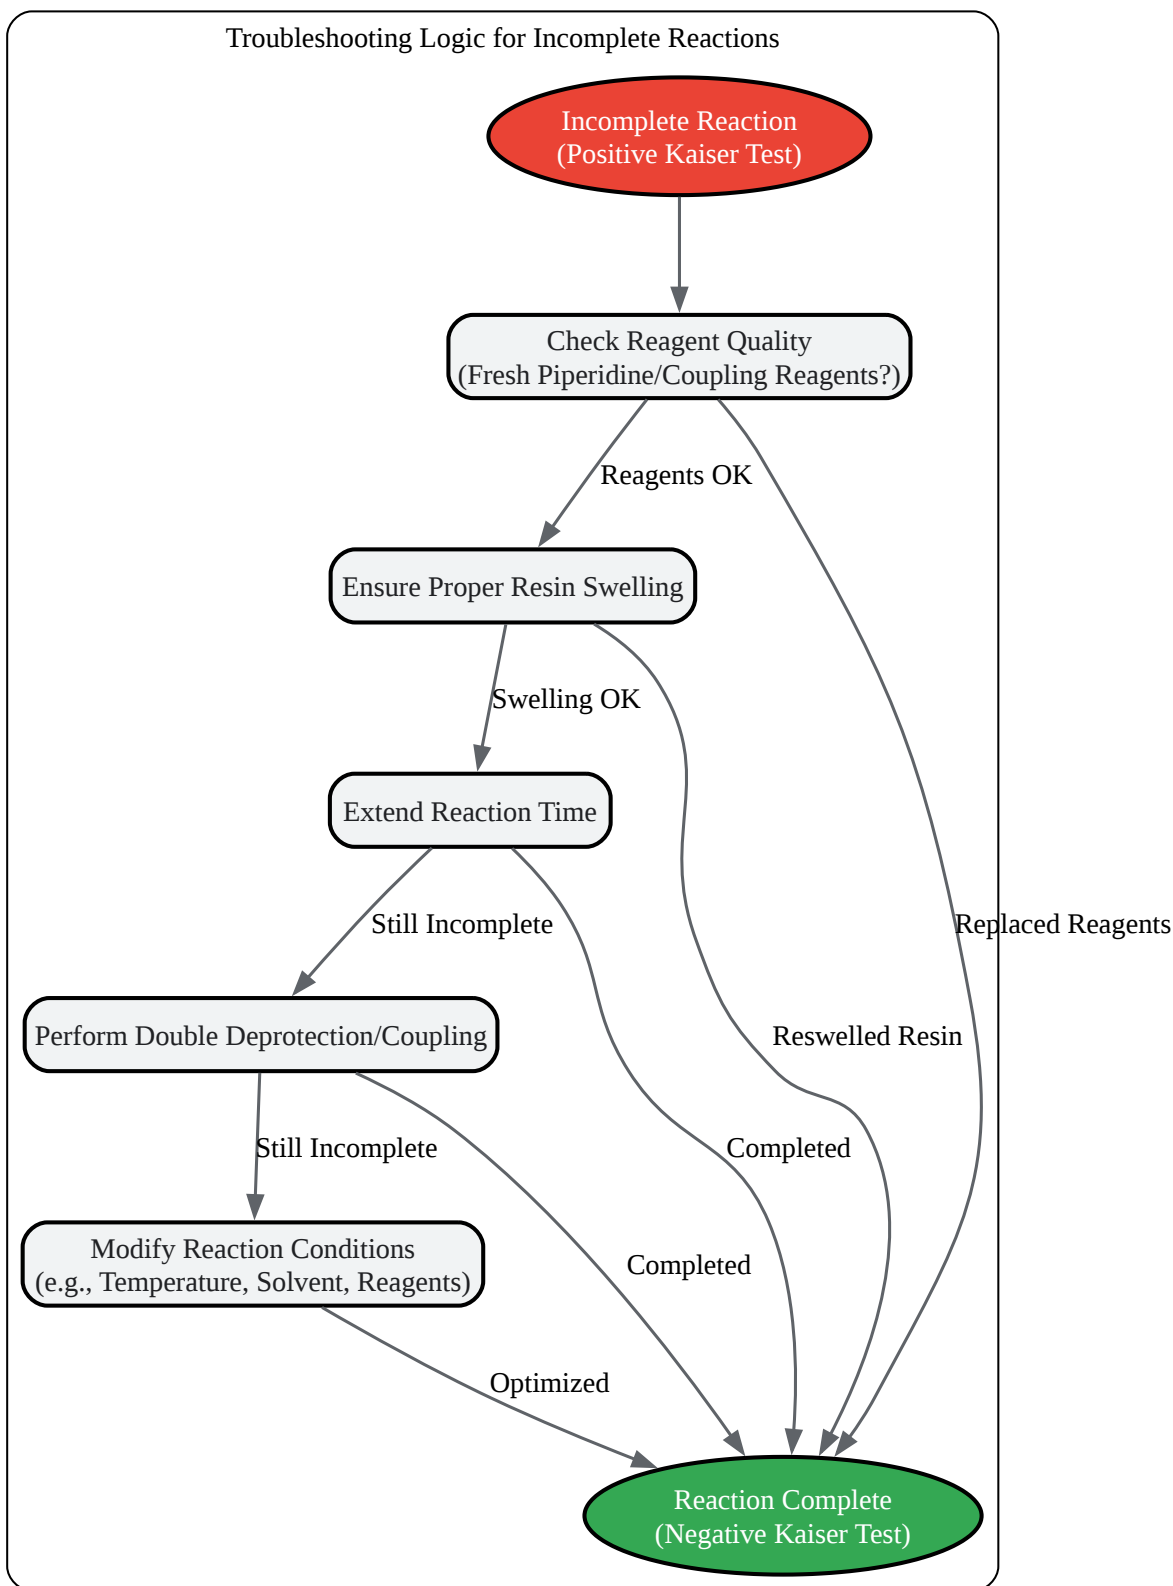 Troubleshooting Logic for Incomplete Reactions
Incomplete Reaction
(Positive Kaiser Test)
Check Reagent Quality
(Fresh Piperidine/Coupling Reagents?)
Reagents OK
Ensure Proper Resin Swelling
Swelling OK
Extend Reaction Time
Still Incomplete
Replaced Reagents
Perform Double Deprotection/Coupling
Reswelled Resin
Still Incomplete
Completed
Modify Reaction Conditions
(e.g., Temperature, Solvent, Reagents)
Completed
Optimized
Reaction Complete
(Negative Kaiser Test)